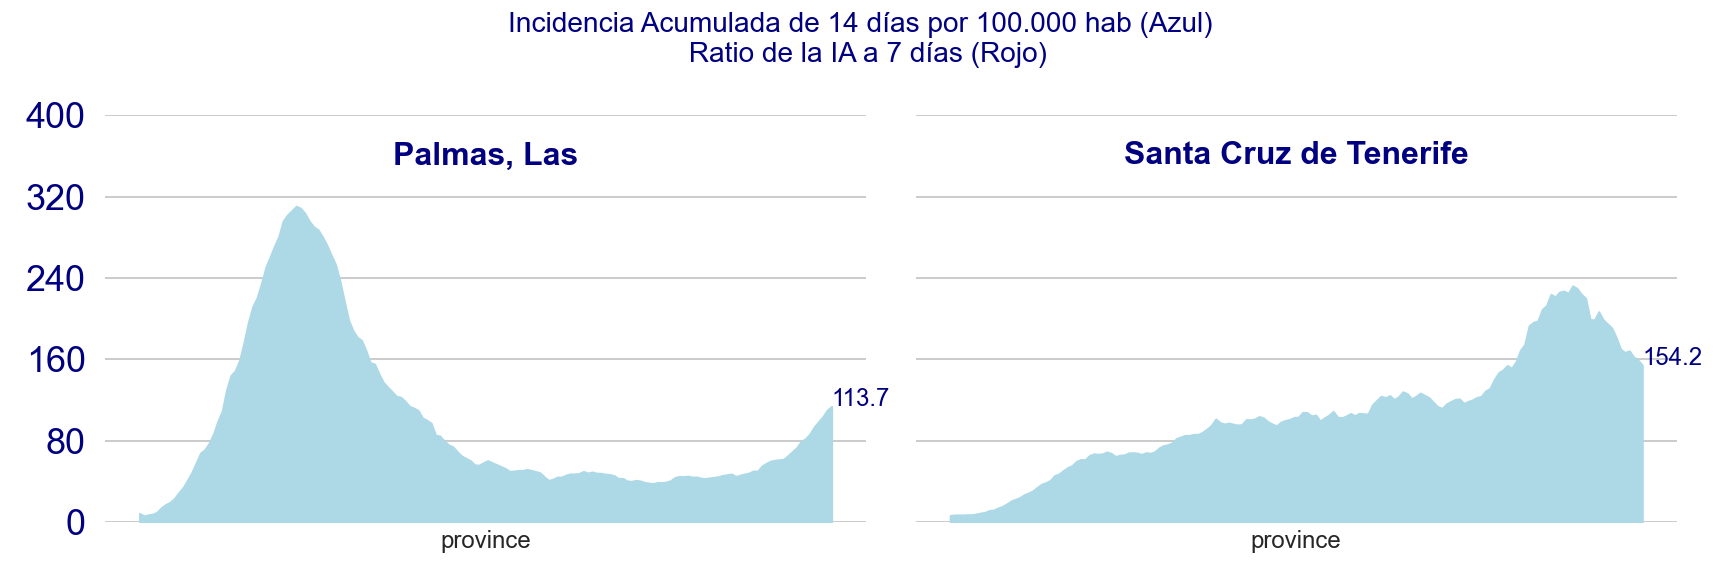 Incidencia Acumulada de 14 días por 100.000 hab (Azul)
Ratio de la IA a 7 días (Rojo)
400
320
240
160
80
0
Palmas, Las
113.7
province
Santa Cruz de Tenerife
154.2
province